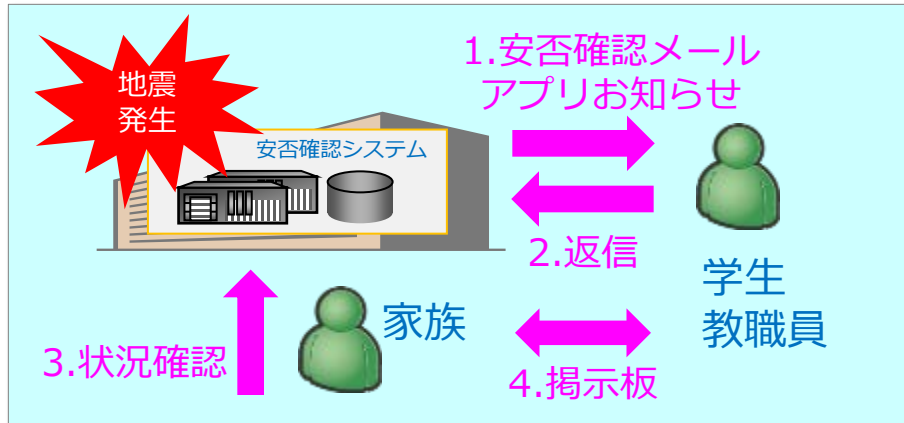 地震
発生
安否確認システム
1.安否確認メール
アプリお知らせ
2.返信
学生
教職員
家族
3.状況確認
4.掲示板